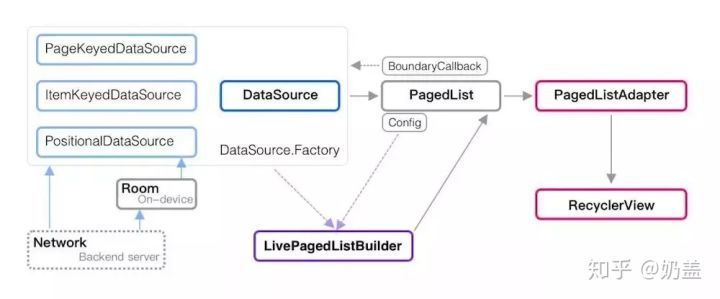 PageKeyedDataSource
BoundaryCallback
ItemKeyedDataSource
DataSource
PagedList
PagedListAdapter
Config
PositionalDataSource
DataSource.Factory
Room
On-device
RecyclerView
Network
Backend server
LivePagedListBuilder
知乎 @奶盖